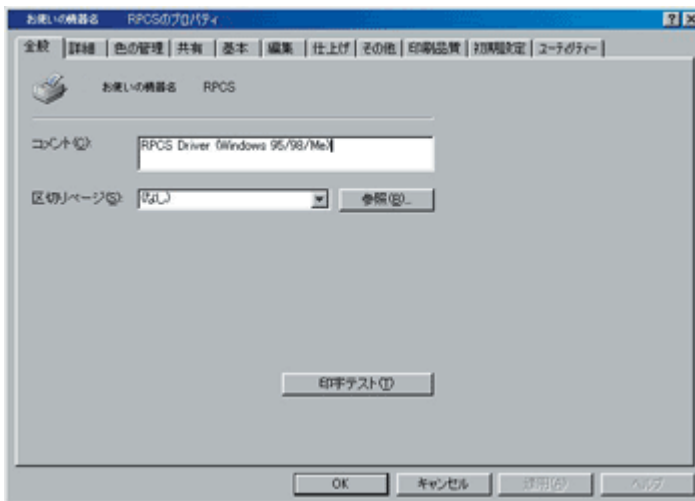 お使いの機器名 RPCSのプロパティ
全般 詳細 色の管理 共有 基本 編集 仕上げ その他 印刷品質 初期設定 ユーティリティー
お使いの機器名 RPCS
コメント(C):
RPCS Driver (Windows 95/98/Me)
区切りページ(S):
(なし)
参照(B)...
印字テスト(T)
OK キャンセル 適用(A) ヘルプ